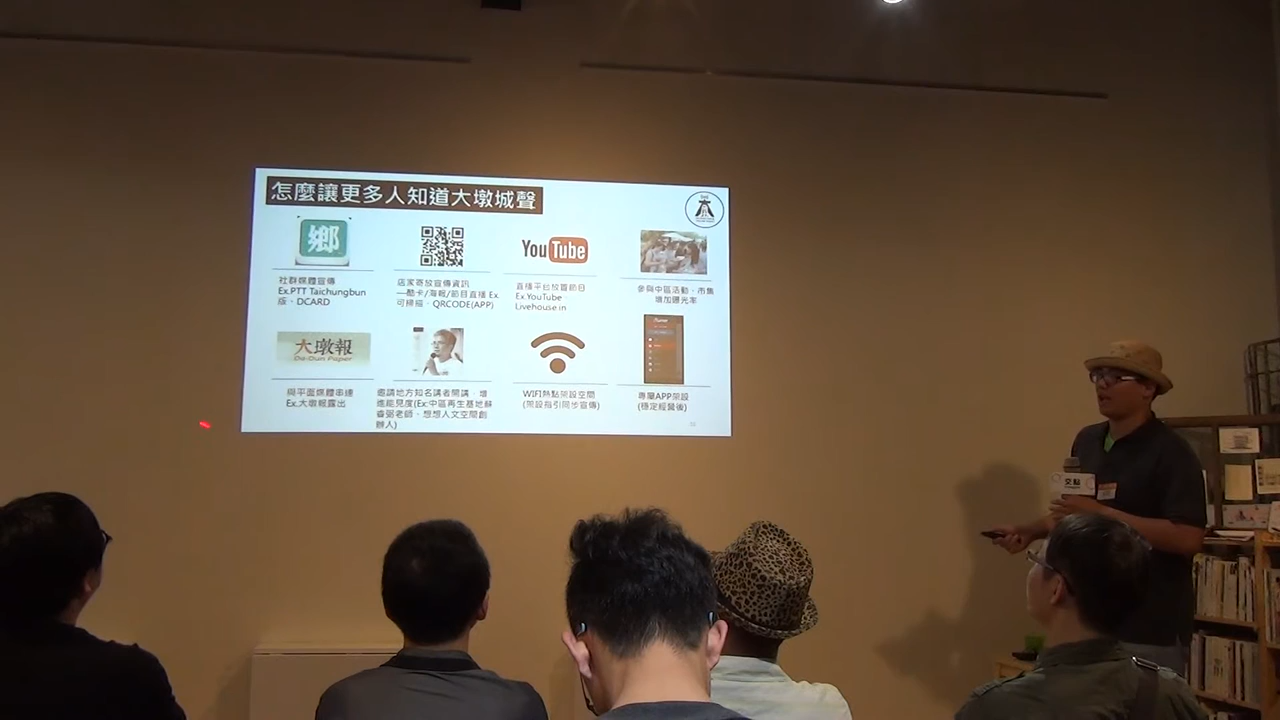 怎麼讓更多人知道大墩城聲
鄉
YouTube
社群媒體宣傳
Ex.PTT Taichungbun
版、DCARD
店家寄放宣傳資訊
—酷卡/海報/節目直播 Ex.
可掃描、QRCODE(APP)
直播平台放首節目
Ex.YouTube
Livehouse.in
參與中區活動、市集
增加曝光率
大墩報
Da-Dun Paper
與平面媒體串連
Ex.大墩報露出
邀請地方知名講者開講，增
進能見度(Ex:中區再生基地蘇
睿弼老師、想想人文空間創
辦人)
WIFI熱點架設空間
(架設指引同步宣傳)
專屬APP架設
(穩定經營後)
交點